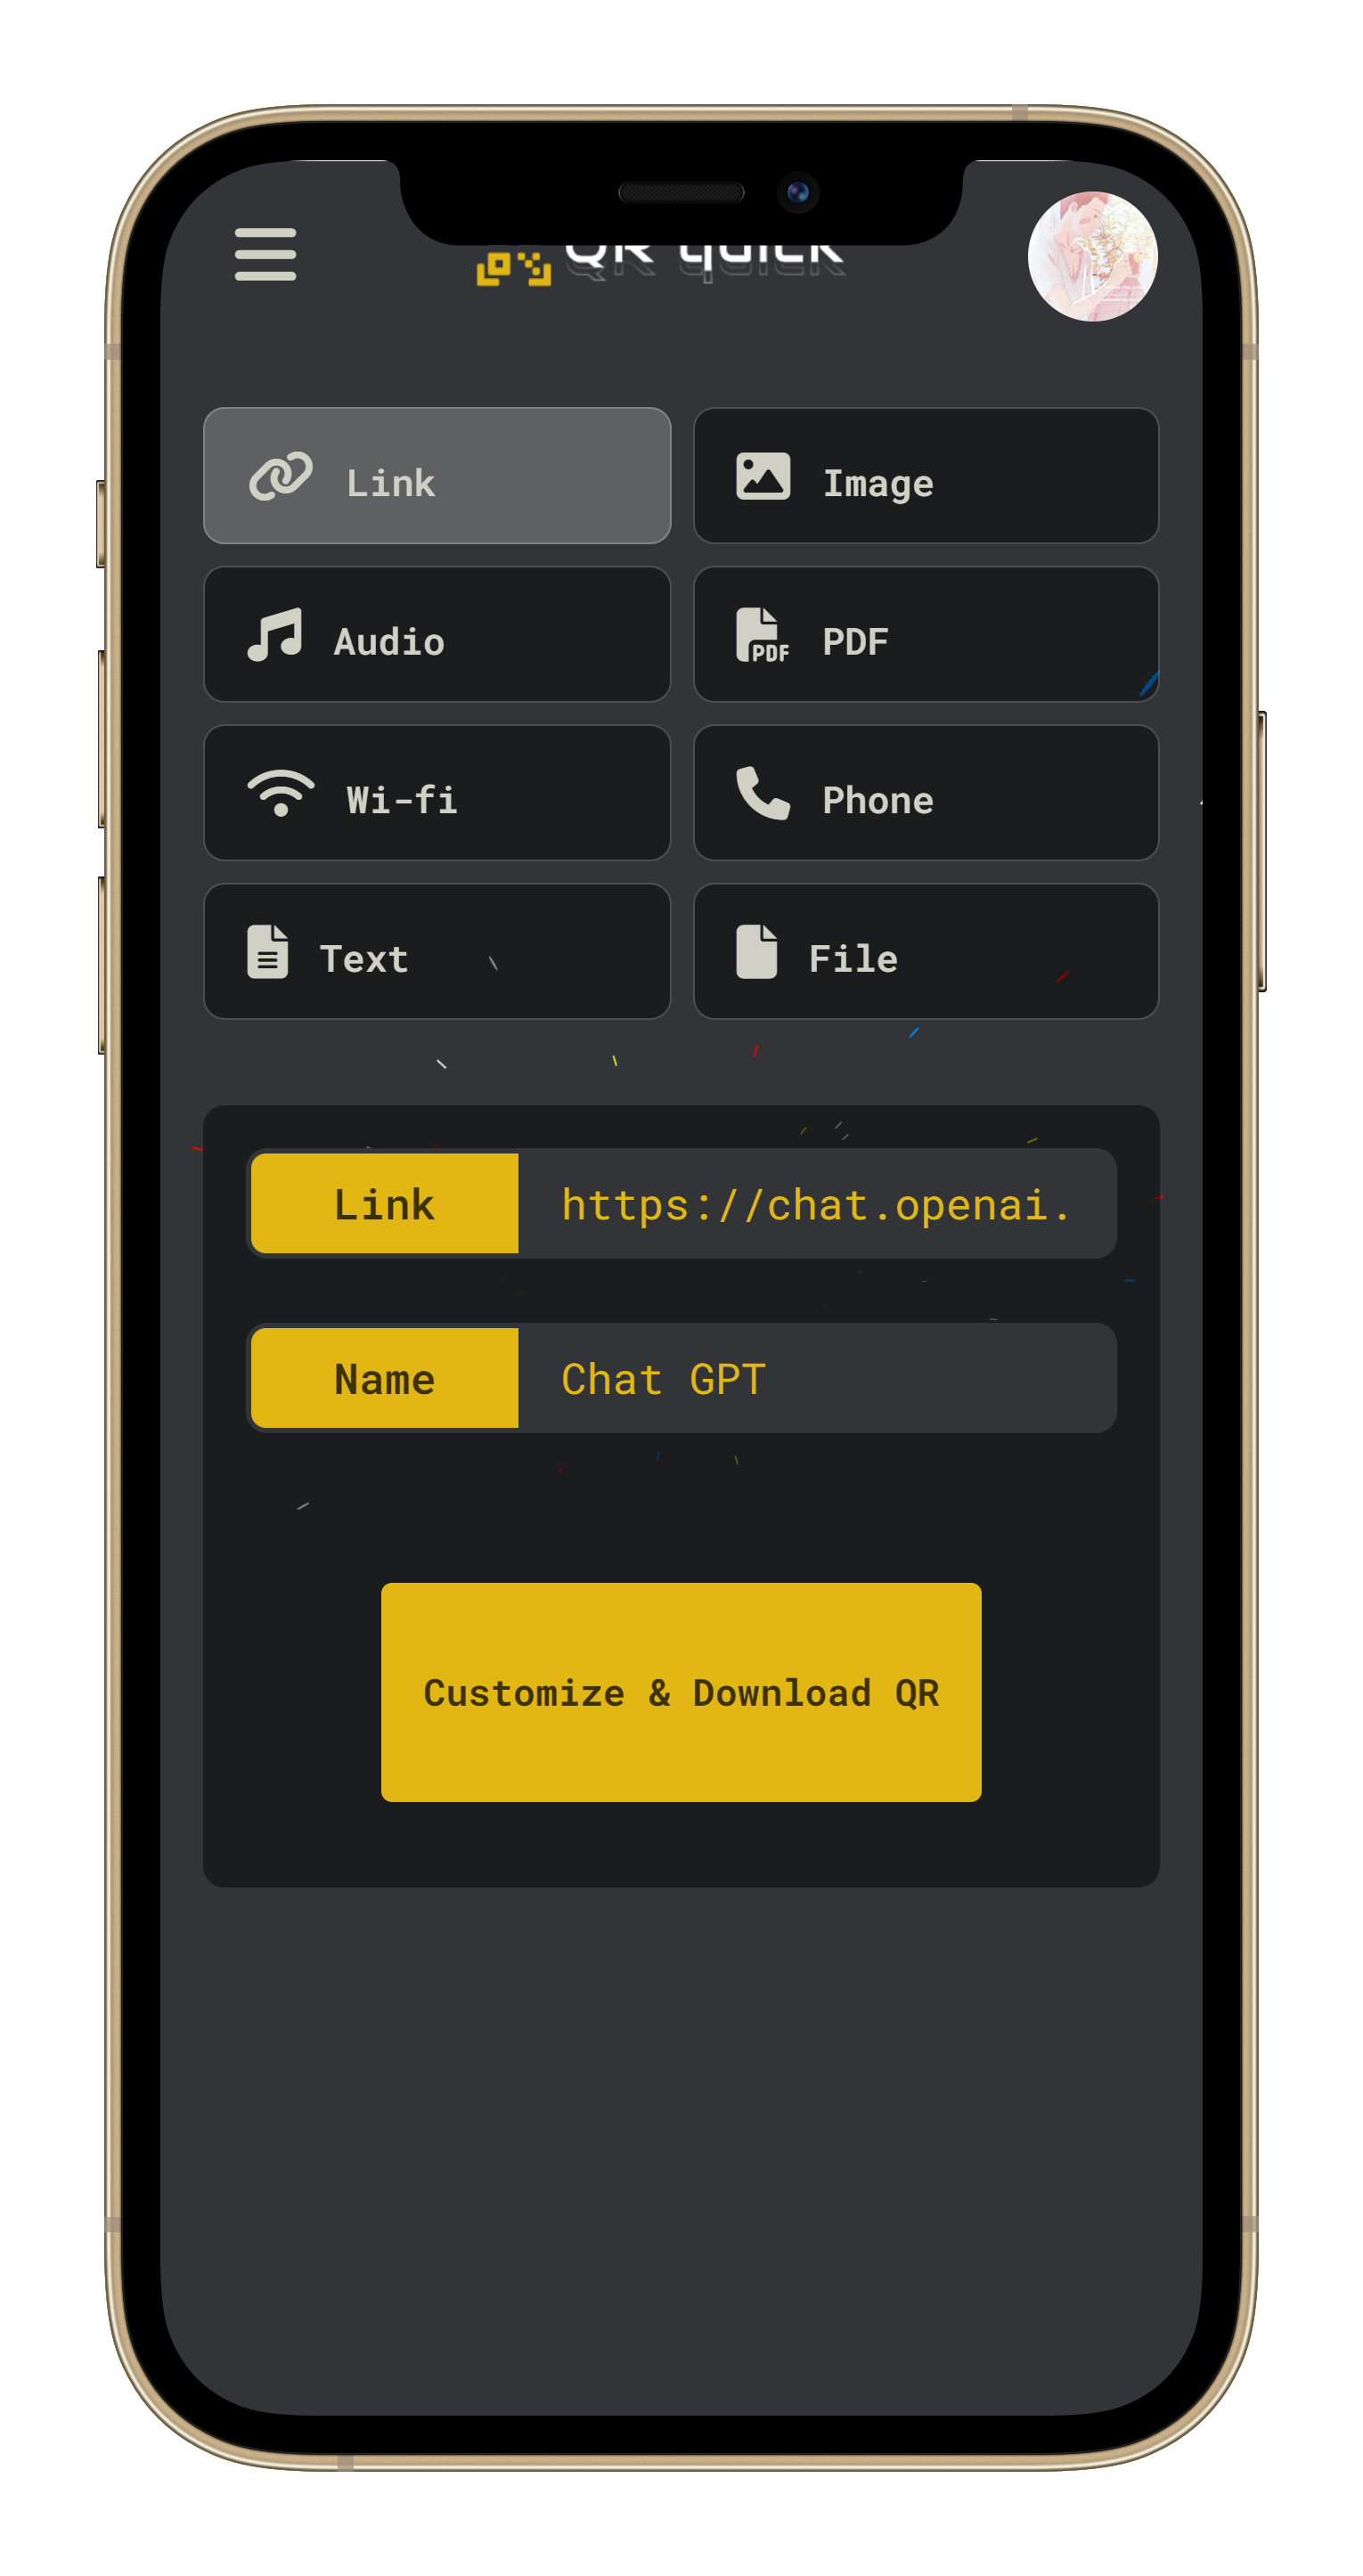 QR quick
Link
Image
Audio
PDF
PDF
Wi-fi
Phone
Text
File
Link https://chat.openai.
Name Chat GPT
Customize & Download QR